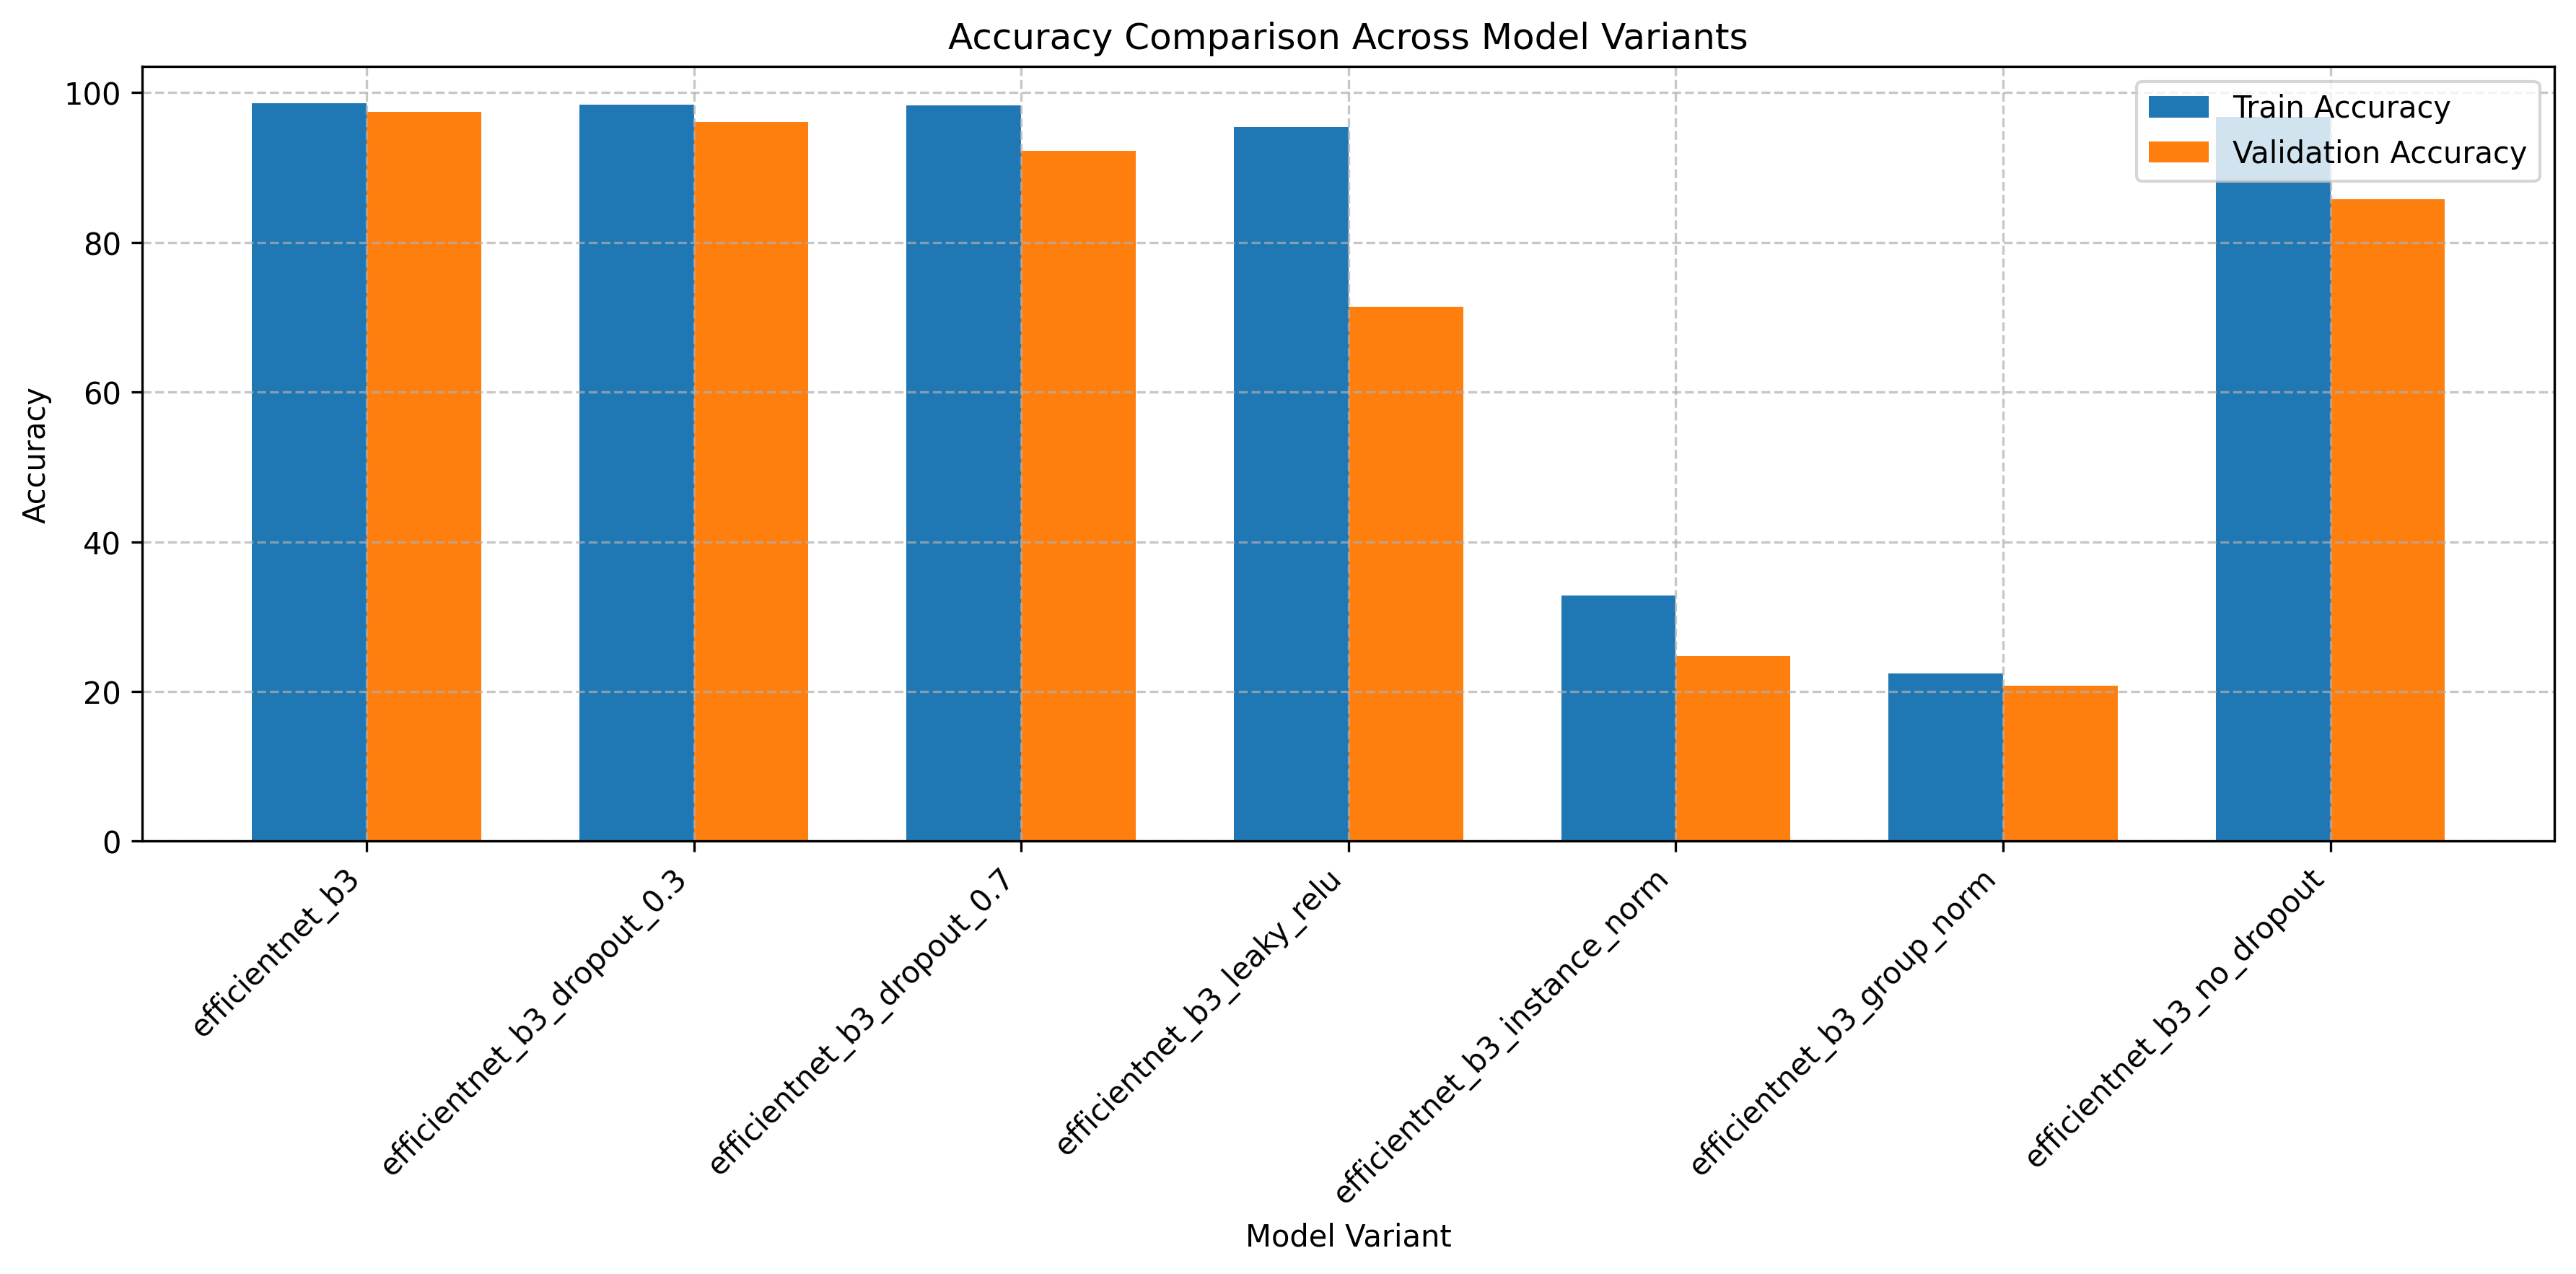 Accuracy Comparison Across Model Variants
Train Accuracy
Validation Accuracy
Accuracy
100
80
60
40
20
0
efficientnet_b3
efficientnet_b3_dropout_0.3
efficientnet_b3_dropout_0.7
efficientnet_b3_leaky_relu
efficientnet_b3_instance_norm
efficientnet_b3_group_norm
efficientnet_b3_no_dropout
Model Variant